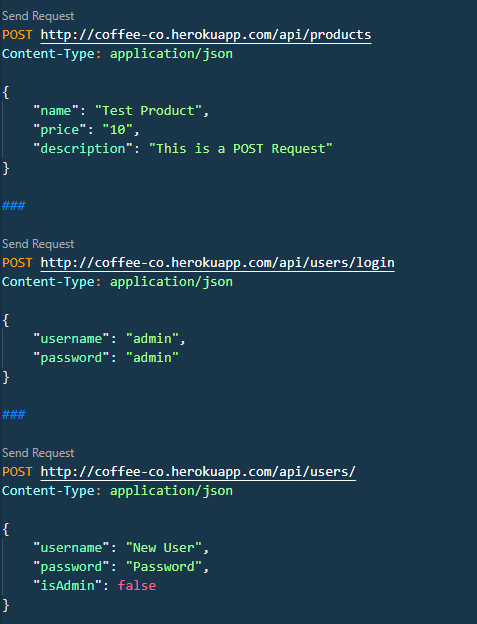 Send Request
POST http://coffee-co.herokuapp.com/api/products
Content-Type: application/json
{
"name": "Test Product",
"price": "10",
"description": "This is a POST Request"
}
###
Send Request
POST http://coffee-co.herokuapp.com/api/users/login
Content-Type: application/json
{
"username": "admin",
"password": "admin"
}
###
Send Request
POST http://coffee-co.herokuapp.com/api/users/
Content-Type: application/json
{
"username": "New User",
"password": "Password",
"isAdmin": false
}